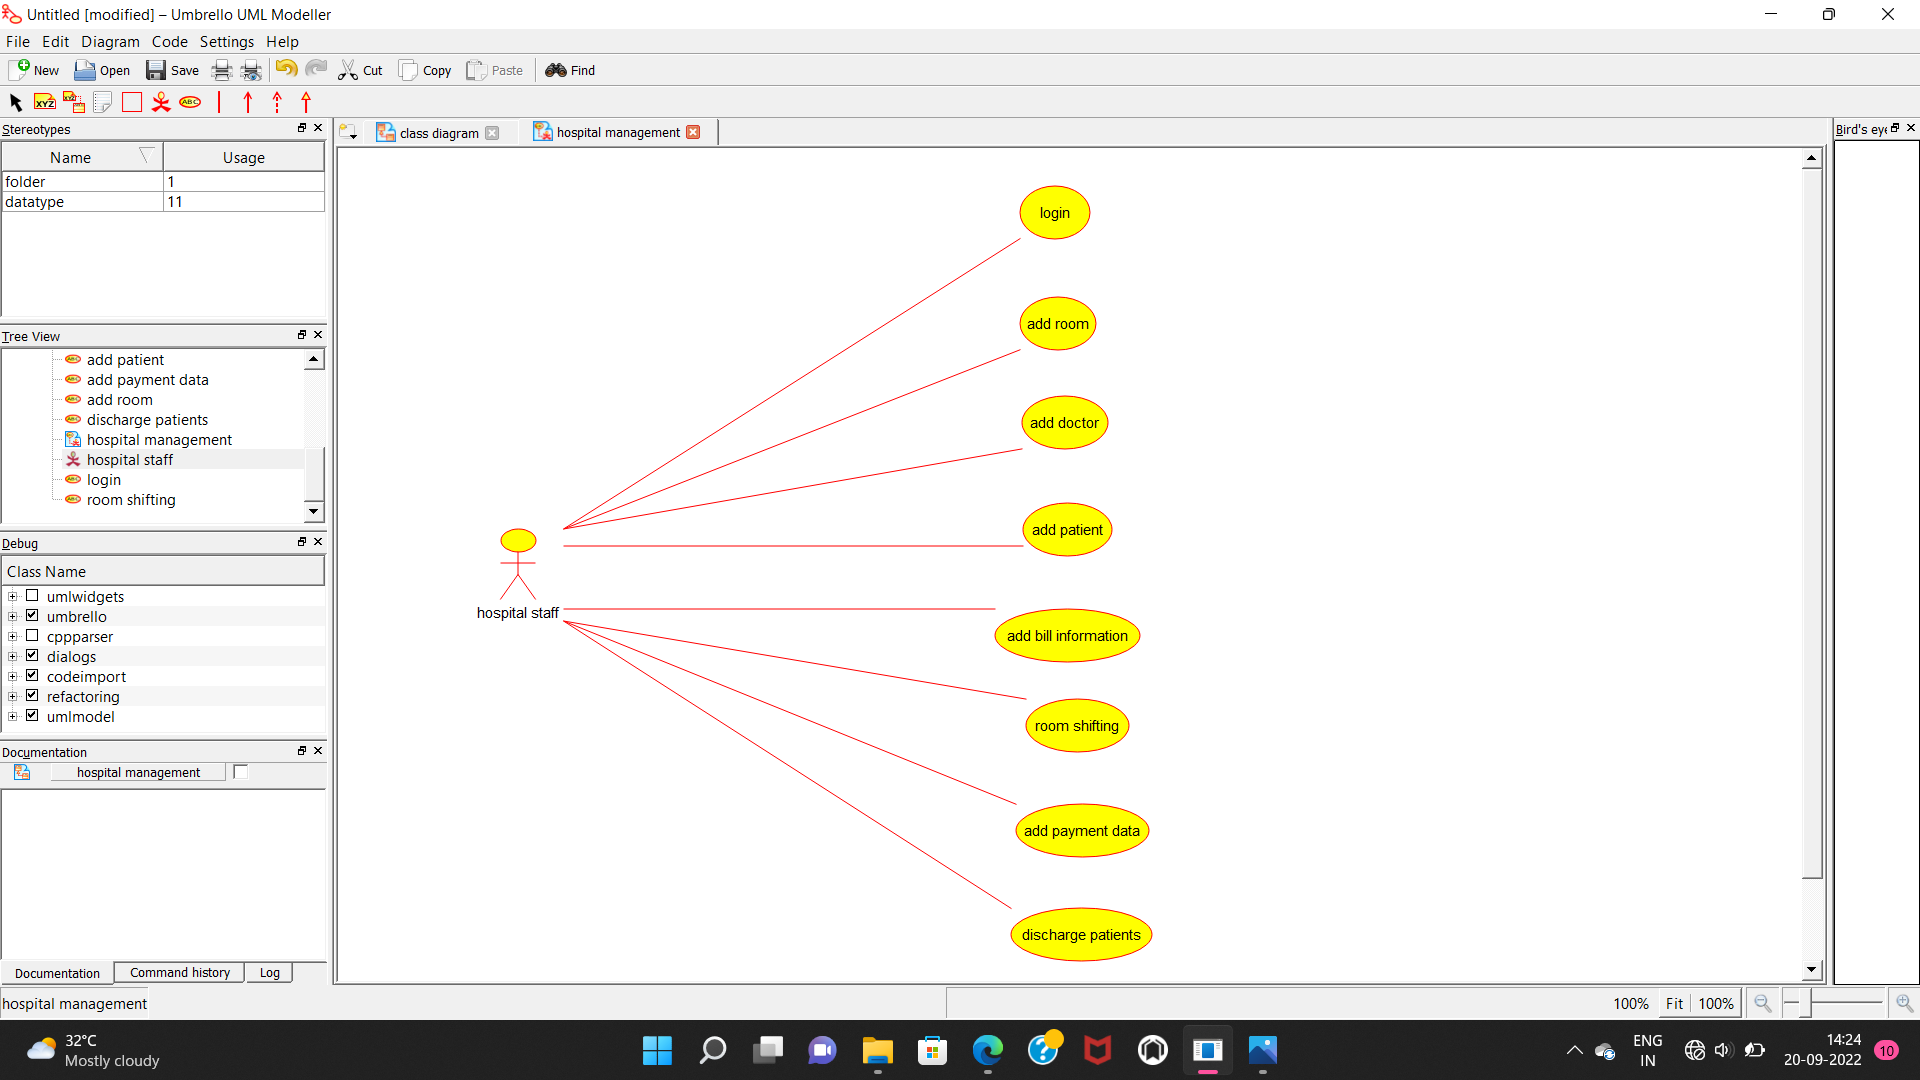 Untitled [modified] – Umbrello UML Modeller
File Edit Diagram Code Settings Help
New Open Save Cut Copy Paste Find
XYZ XYZ ABC
Stereotypes
Name Usage
folder 1
datatype 11
Tree View
add patient
add payment data
add room
discharge patients
hospital management
hospital staff
login
room shifting
Debug
Class Name
umlwidgets
umbrello
cppparser
dialogs
codeimport
refactoring
umlmodel
Documentation
hospital management
Documentation Command history Log
class diagram hospital management
login
add room
add doctor
add patient
hospital staff
add bill information
room shifting
add payment data
discharge patients
Bird's eye
hospital management
100% Fit 100%
32°C
Mostly cloudy
ENG
IN
14:24
20-09-2022
10